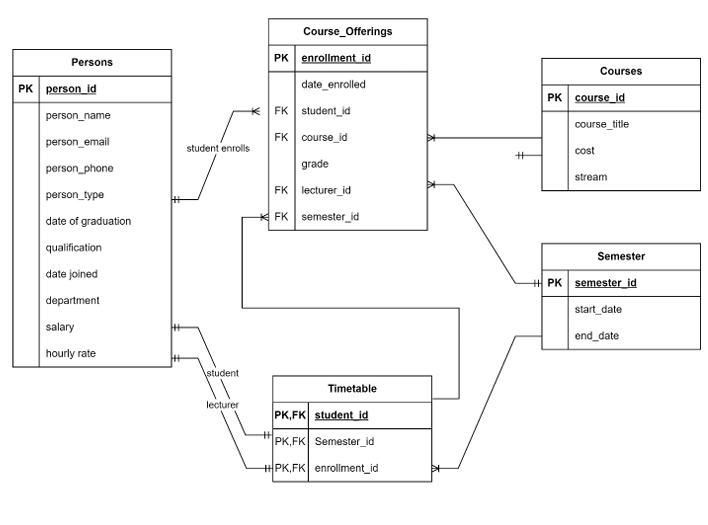 Persons
PK person_id
person_name
person_email
person_phone
person_type
date of graduation
qualification
date joined
department
salary
hourly rate
student enrolls
Course_Offerings
PK enrollment_id
date_enrolled
FK student_id
FK course_id
grade
FK lecturer_id
FK semester_id
Courses
PK course_id
course_title
cost
stream
Semester
PK semester_id
start_date
end_date
student
lecturer
Timetable
PK,FK student_id
PK,FK Semester_id
PK,FK enrollment_id